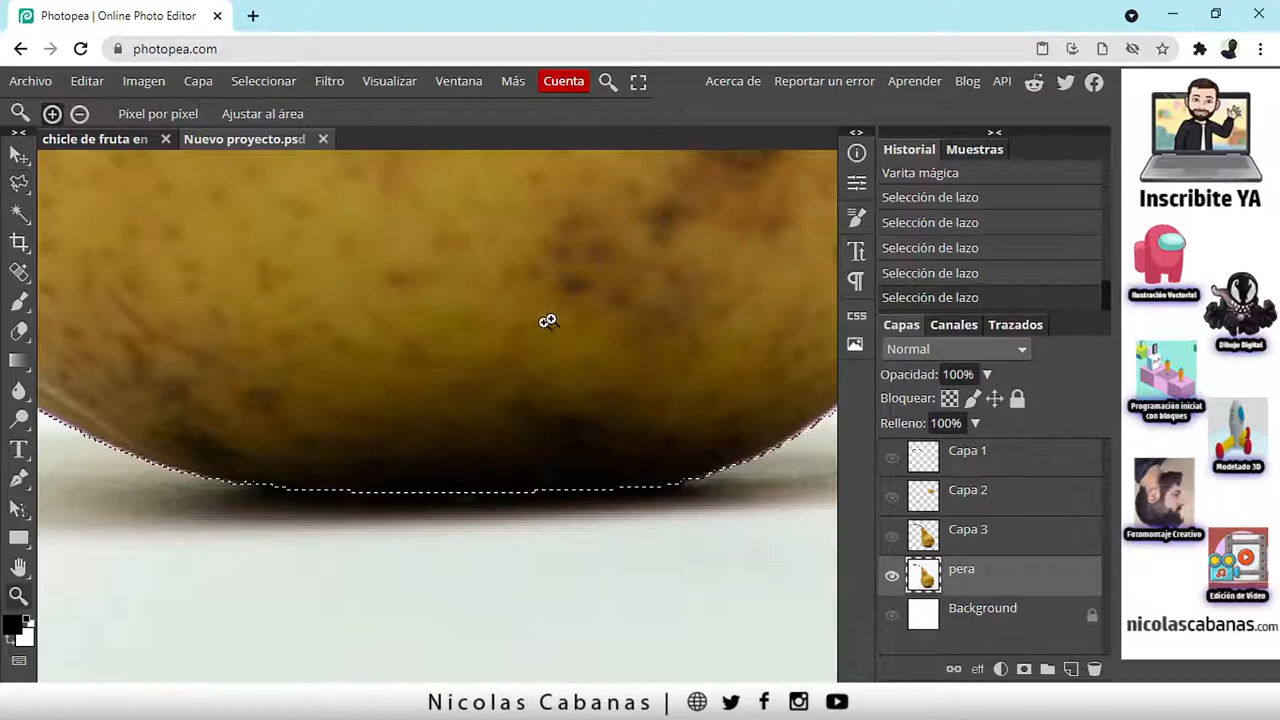 Photopea | Online Photo Editor
photopea.com
Archivo Editar Imagen Capa Seleccionar Filtro Visualizar Ventana Más Cuenta Acerca de Reportar un error Aprender Blog API
Píxel por píxel Ajustar al área
chicle de fruta en Nuevo proyecto.psd
Historial Muestras
Varita mágica
Selección de lazo
Selección de lazo
Selección de lazo
Selección de lazo
Selección de lazo
CSS
Capas Canales Trazados
Normal
Opacidad: 100%
Bloquear:
Relleno: 100%
Capa 1
Capa 2
Capa 3
pera
Background
eff
Inscribite YA
Ilustración Vectorial
Dibujo Digital
Programación inicial
con bloques
Modelado 3D
Fotomontaje Creativo
Edición de Video
nicolascabanas.com
Nicolas Cabanas |